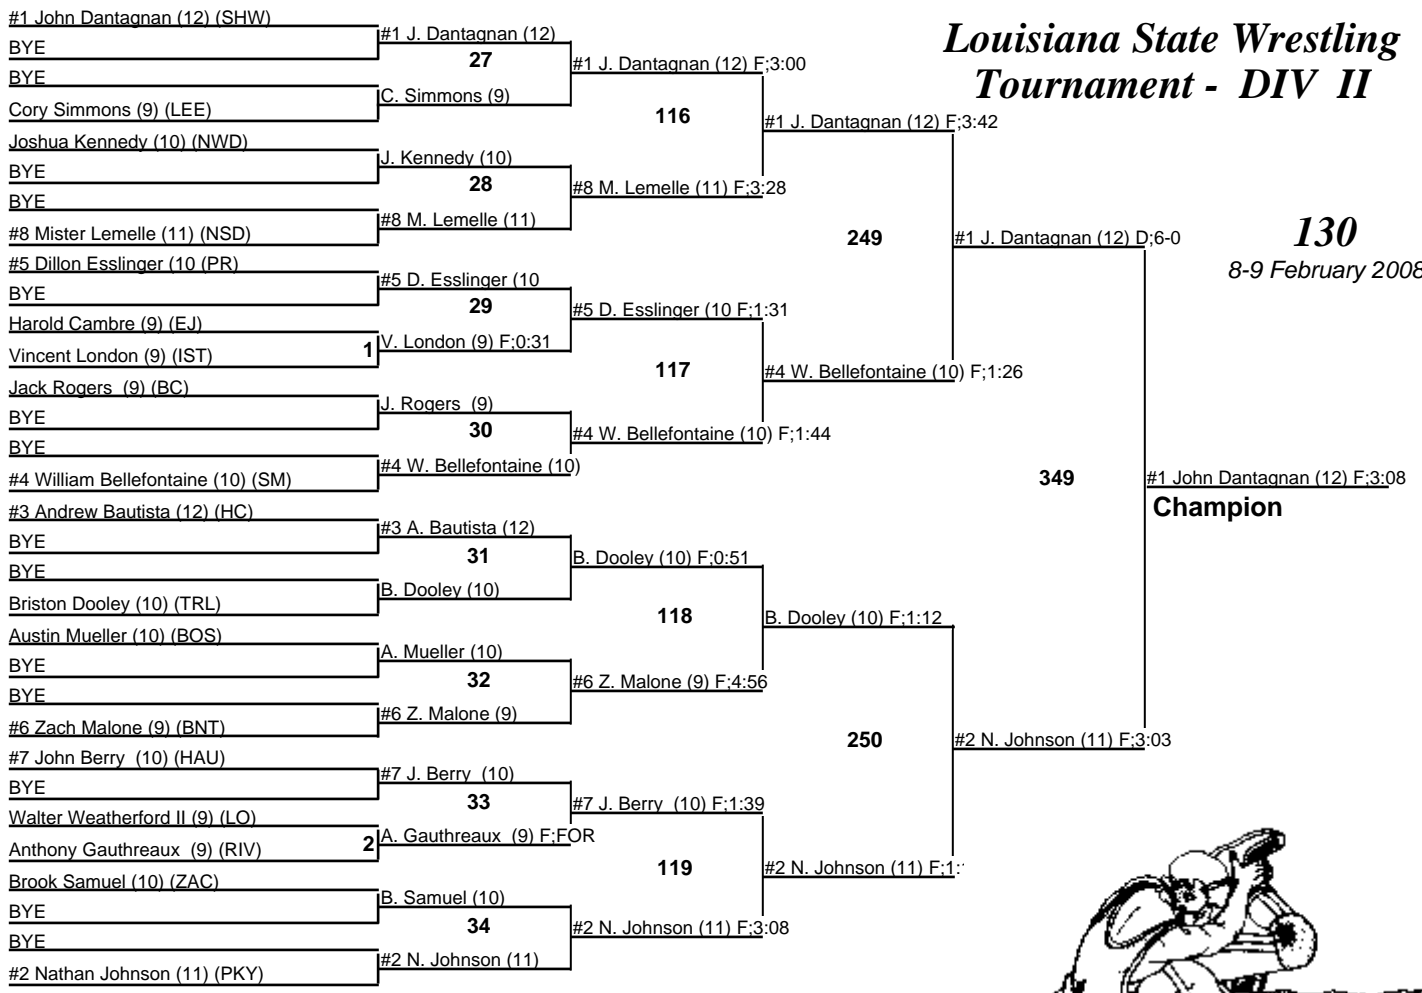 #1 John Dantagnan (12) (SHW)
BYE
BYE
Cory Simmons (9) (LEE)
Joshua Kennedy (10) (NWD)
BYE
BYE
#8 Mister Lemelle (11) (NSD)
#5 Dillon Esslinger (10 (PR)
BYE
Harold Cambre (9) (EJ)
Vincent London (9) (IST)
Jack Rogers (9) (BC)
BYE
BYE
#4 William Bellefontaine (10) (SM)
#3 Andrew Bautista (12) (HC)
BYE
BYE
Briston Dooley (10) (TRL)
Austin Mueller (10) (BOS)
BYE
BYE
#6 Zach Malone (9) (BNT)
#7 John Berry (10) (HAU)
BYE
Walter Weatherford II (9) (LO)
Anthony Gauthreaux (9) (RIV)
Brook Samuel (10) (ZAC)
BYE
BYE
#2 Nathan Johnson (11) (PKY)
1
2
#1 J. Dantagnan (12)
27
C. Simmons (9)
J. Kennedy (10)
28
#8 M. Lemelle (11)
#5 D. Esslinger (10
29
V. London (9) F;0:31
J. Rogers (9)
30
#4 W. Bellefontaine (10)
#3 A. Bautista (12)
31
B. Dooley (10)
A. Mueller (10)
32
#6 Z. Malone (9)
#7 J. Berry (10)
33
A. Gauthreaux (9) F;FOR
B. Samuel (10)
34
#2 N. Johnson (11)
#1 J. Dantagnan (12) F;3:00
116
#8 M. Lemelle (11) F;3:28
#5 D. Esslinger (10 F;1:31
117
#4 W. Bellefontaine (10) F;1:44
B. Dooley (10) F;0:51
118
#6 Z. Malone (9) F;4:56
#7 J. Berry (10) F;1:39
119
#2 N. Johnson (11) F;3:08
#1 J. Dantagnan (12) F;3:42
249
#4 W. Bellefontaine (10) F;1:26
B. Dooley (10) F;1:12
250
#2 N. Johnson (11) F;1:
#1 J. Dantagnan (12) D;6-0
349
#2 N. Johnson (11) F;3:03
#1 John Dantagnan (12) F;3:08
Champion
Louisiana State Wrestling
Tournament - DIV II
130
8-9 February 2008